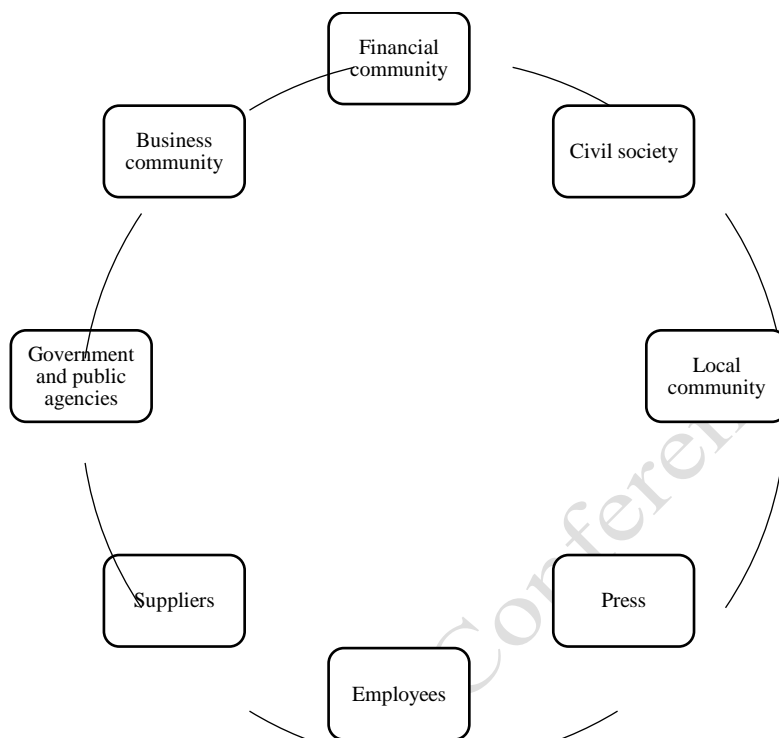 Financial
community
Business
community
Civil society
Government
and public
agencies
Local
community
Suppliers
Press
Employees